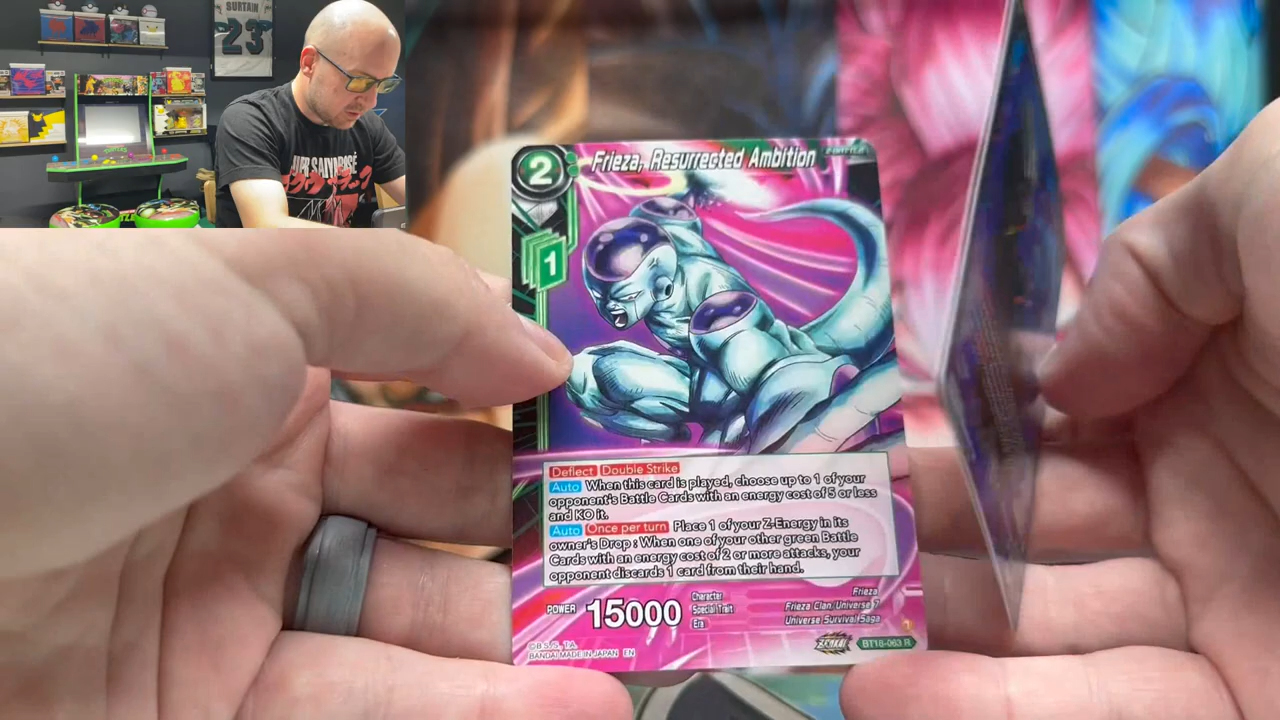 SURTAIN
23
2
Frieza, Resurrected Ambition
1
Deflect Double Strike
Auto When this card is played, choose up to 1 of your
opponent's Battle Cards with an energy cost of 5 or less
and KO it.
Auto Once per turn Place 1 of your Z-Energy in its
owner's Drop : When one of your other green Battle
Cards with an energy cost of 2 or more attacks, your
opponent discards 1 card from their hand.
POWER 15000
Character Frieza
Special Trait Frieza Clan/Universe 7
Era Universe Survival Saga
©B.S./S., T.A.
BANDAI MADE IN JAPAN EN
BT18-063 R